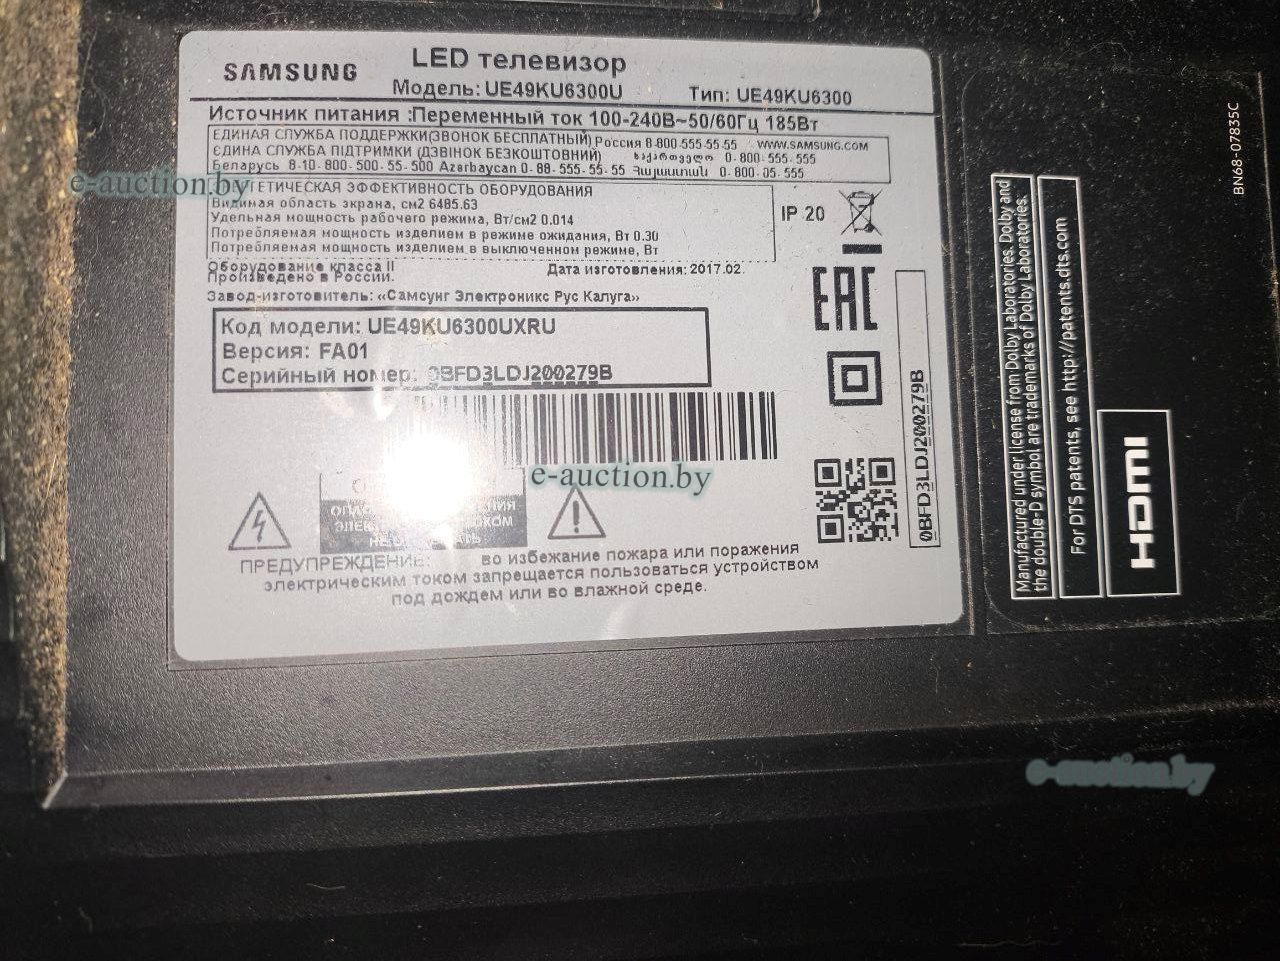 SAMSUNG
LED телевизор
Модель: UE49KU6300U Тип: UE49KU6300
Источник питания :Переменный ток 100-240В~50/60Гц 185Вт
ЕДИНАЯ СЛУЖБА ПОДДЕРЖКИ(ЗВОНОК БЕСПЛАТНЫЙ) Россия 8-800-555-55-55 WWW.SAMSUNG.COM
ЄДИНА СЛУЖБА ПІДТРИМКИ (ДЗВІНОК БЕЗКОШТОВНИЙ) საქართველო 0-800-555-555
Беларусь 8-10-800-500-55-500 Azərbaycan 0-88-555-55-55 Հայաստան 0-800-05-555
e-auction.by
ЭФФЕКТИВНОСТЬ ОБОРУДОВАНИЯ
Видимая область экрана, см2 6485.63
Удельная мощность рабочего режима, Вт/см2 0.014
Потребляемая мощность изделием в режиме ожидания, Вт 0.30
Потребляемая мощность изделием в выключенном режиме, Вт
IP 20
Оборудование класса II
Произведено в России.
Дата изготовления: 2017.02.
Завод-изготовитель: «Самсунг Электроникс Рус Калуга»
EAC
Код модели: UE49KU6300UXRU
Версия: FA01
Серийный номер: 0BFD3LDJ200279B
e-auction.by
ПРЕДУПРЕЖДЕНИЕ: во избежание пожара или поражения
электрическим током запрещается пользоваться устройством
под дождем или во влажной среде.
0BFD3LDJ200279B
Manufactured under license from Dolby Laboratories. Dolby and
the double-D symbol are trademarks of Dolby Laboratories.
For DTS patents, see http://patents.dts.com
HDMI
BN68-07835C
e-auction.by